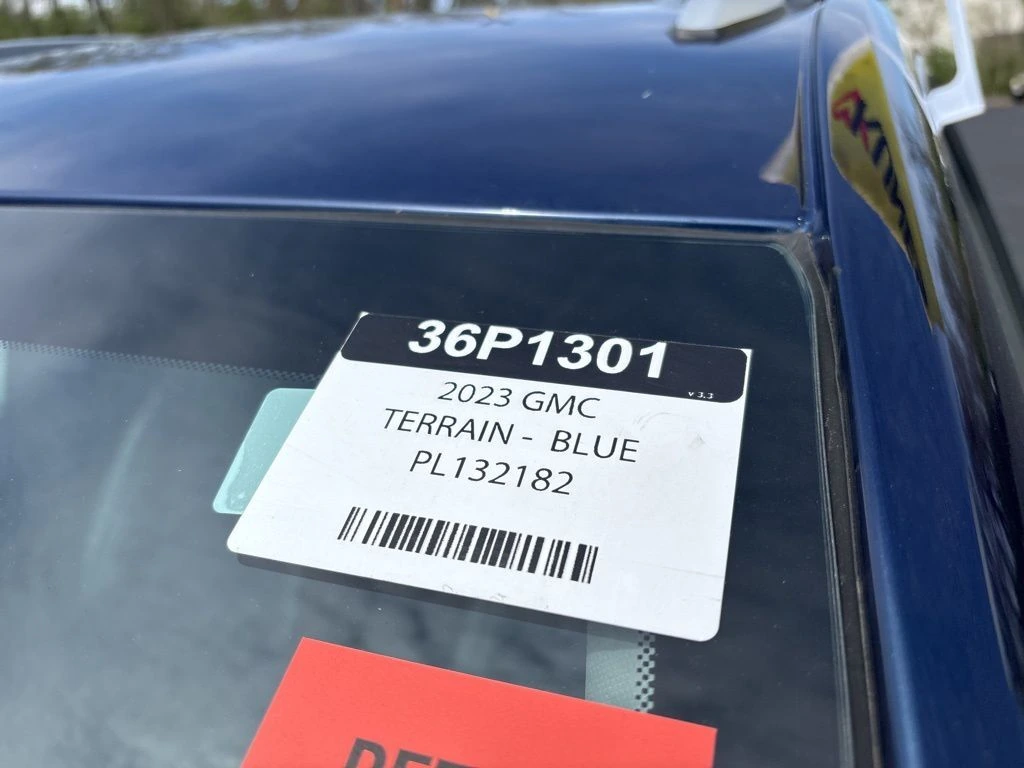 36P1301
v 3.3
2023 GMC
TERRAIN - BLUE
PL132182